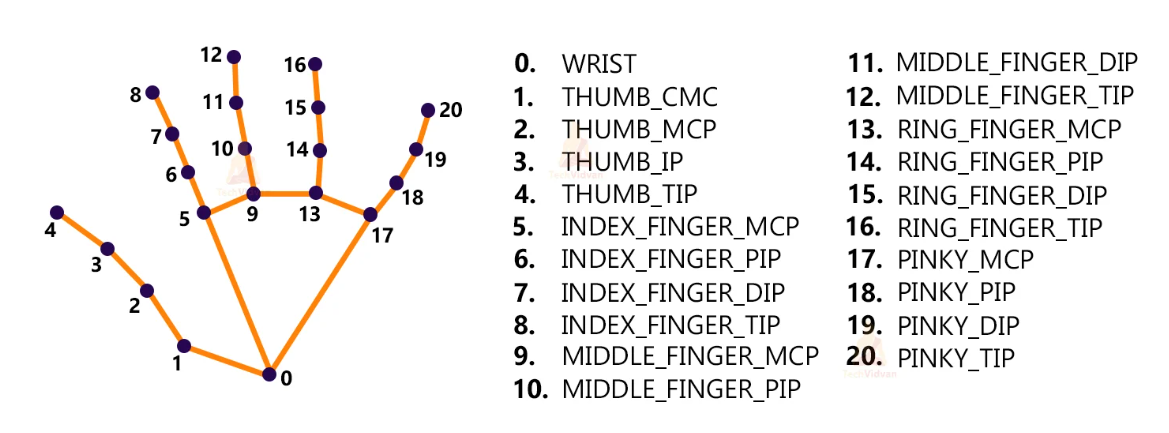 12
16
8
11
15
20
7
10
14
19
6
18
5
9
13
17
4
3
2
1
0
0. WRIST
1. THUMB_CMC
2. THUMB_MCP
3. THUMB_IP
4. THUMB_TIP
5. INDEX_FINGER_MCP
6. INDEX_FINGER_PIP
7. INDEX_FINGER_DIP
8. INDEX_FINGER_TIP
9. MIDDLE_FINGER_MCP
10. MIDDLE_FINGER_PIP
11. MIDDLE_FINGER_DIP
12. MIDDLE_FINGER_TIP
13. RING_FINGER_MCP
14. RING_FINGER_PIP
15. RING_FINGER_DIP
16. RING_FINGER_TIP
17. PINKY_MCP
18. PINKY_PIP
19. PINKY_DIP
20. PINKY_TIP
TechVidvan
TechVidvan
TechVidvan